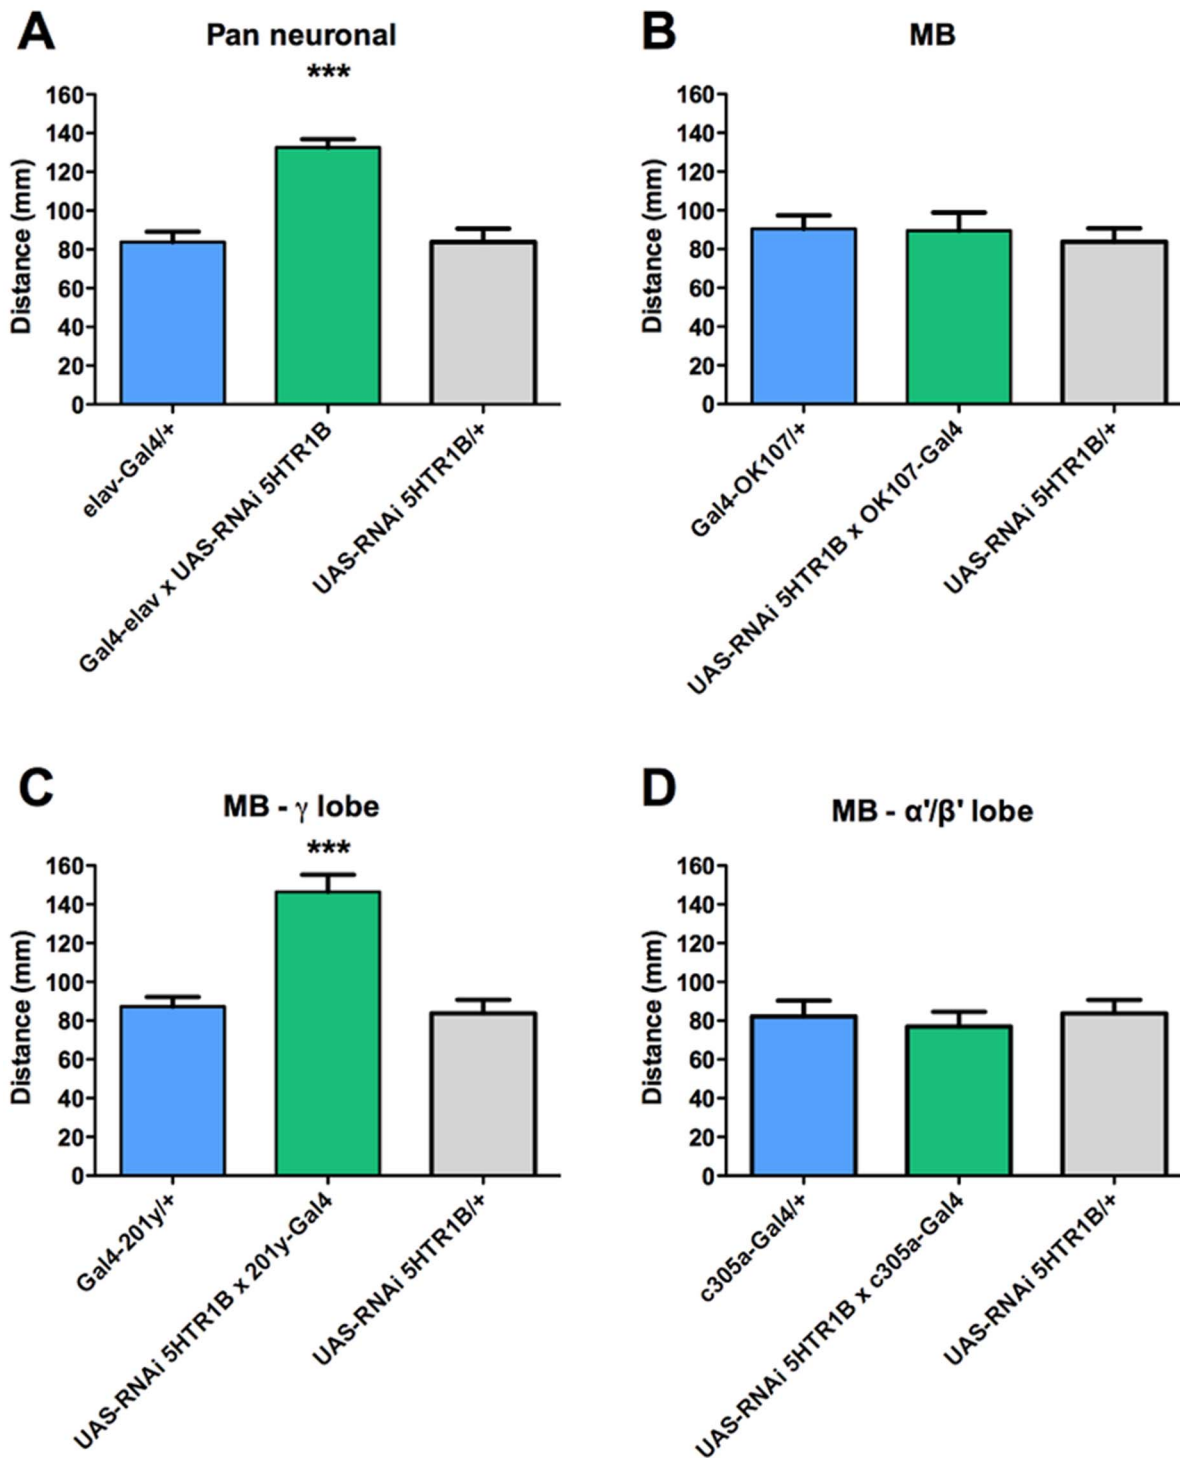 A
Pan neuronal
***
160
140
120
100
80
60
40
20
0
Distance (mm)
elav-Gal4/+
Gal4-elav x UAS-RNAi 5HTR1B
UAS-RNAi 5HTR1B/+
B
MB
160
140
120
100
80
60
40
20
0
Distance (mm)
Gal4-OK107/+
UAS-RNAi 5HTR1B x OK107-Gal4
UAS-RNAi 5HTR1B/+
C
MB - γ lobe
***
160
140
120
100
80
60
40
20
0
Distance (mm)
Gal4-201y/+
UAS-RNAi 5HTR1B x 201y-Gal4
UAS-RNAi 5HTR1B/+
D
MB - α'/β' lobe
160
140
120
100
80
60
40
20
0
Distance (mm)
c305a-Gal4/+
UAS-RNAi 5HTR1B x c305a-Gal4
UAS-RNAi 5HTR1B/+